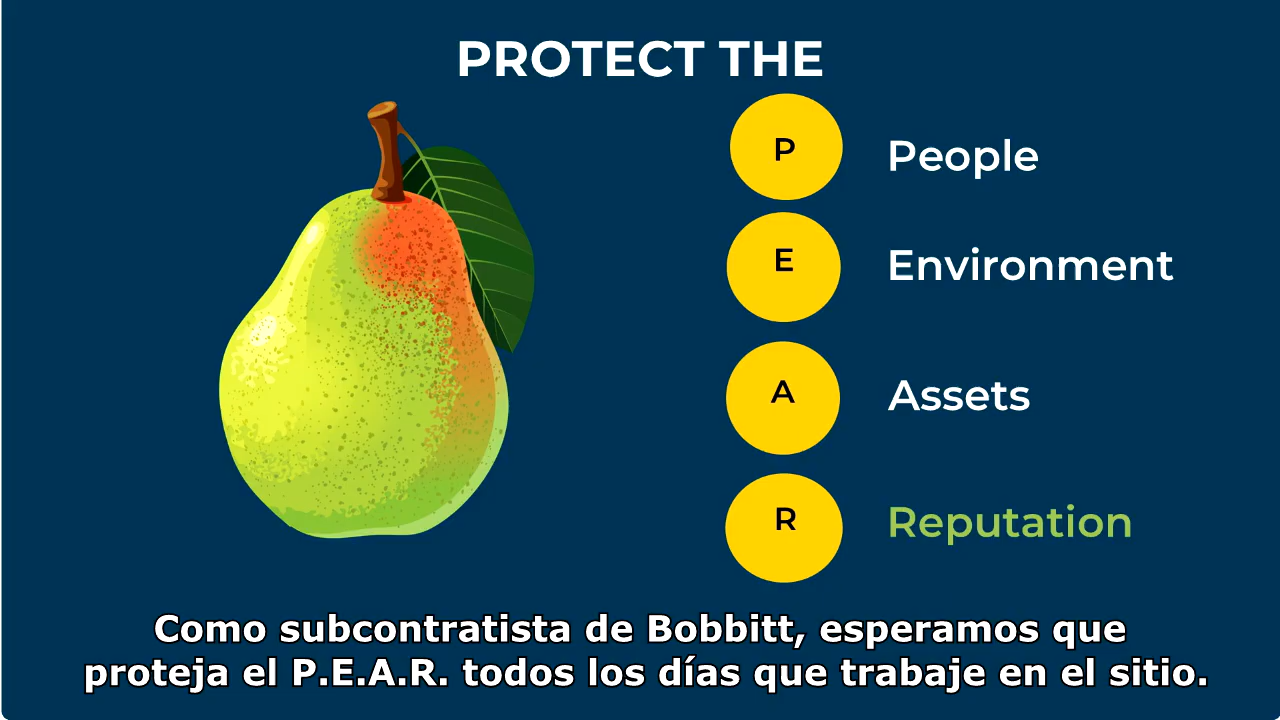 PROTECT THE
P People
E Environment
A Assets
R Reputation
Como subcontratista de Bobbitt, esperamos que
proteja el P.E.A.R. todos los días que trabaje en el sitio.